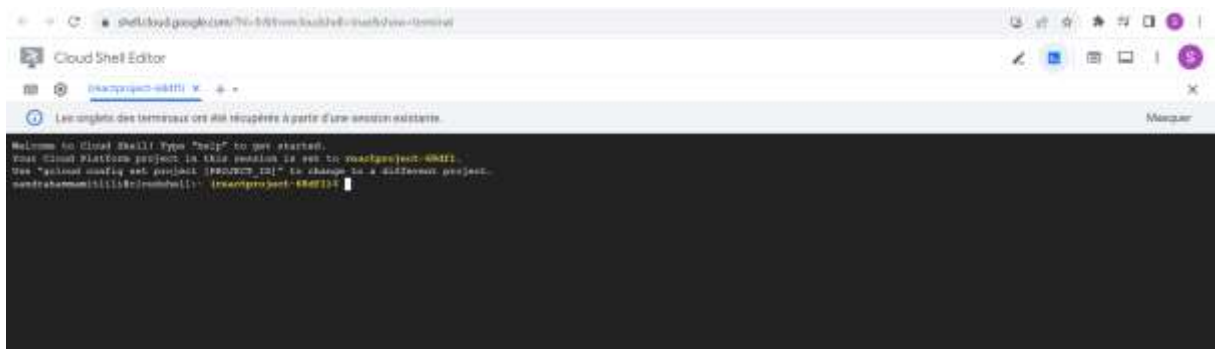 Cloud Shell Editor
Les onglets des terminaux ont été récupérés à partir d'une session existante.
Masquer
Welcome to Cloud Shell! Type "help" to get started.
Your Cloud Platform project in this session is set to reactproject-68df1.
Use "gcloud config set project [PROJECT_ID]" to change to a different project.